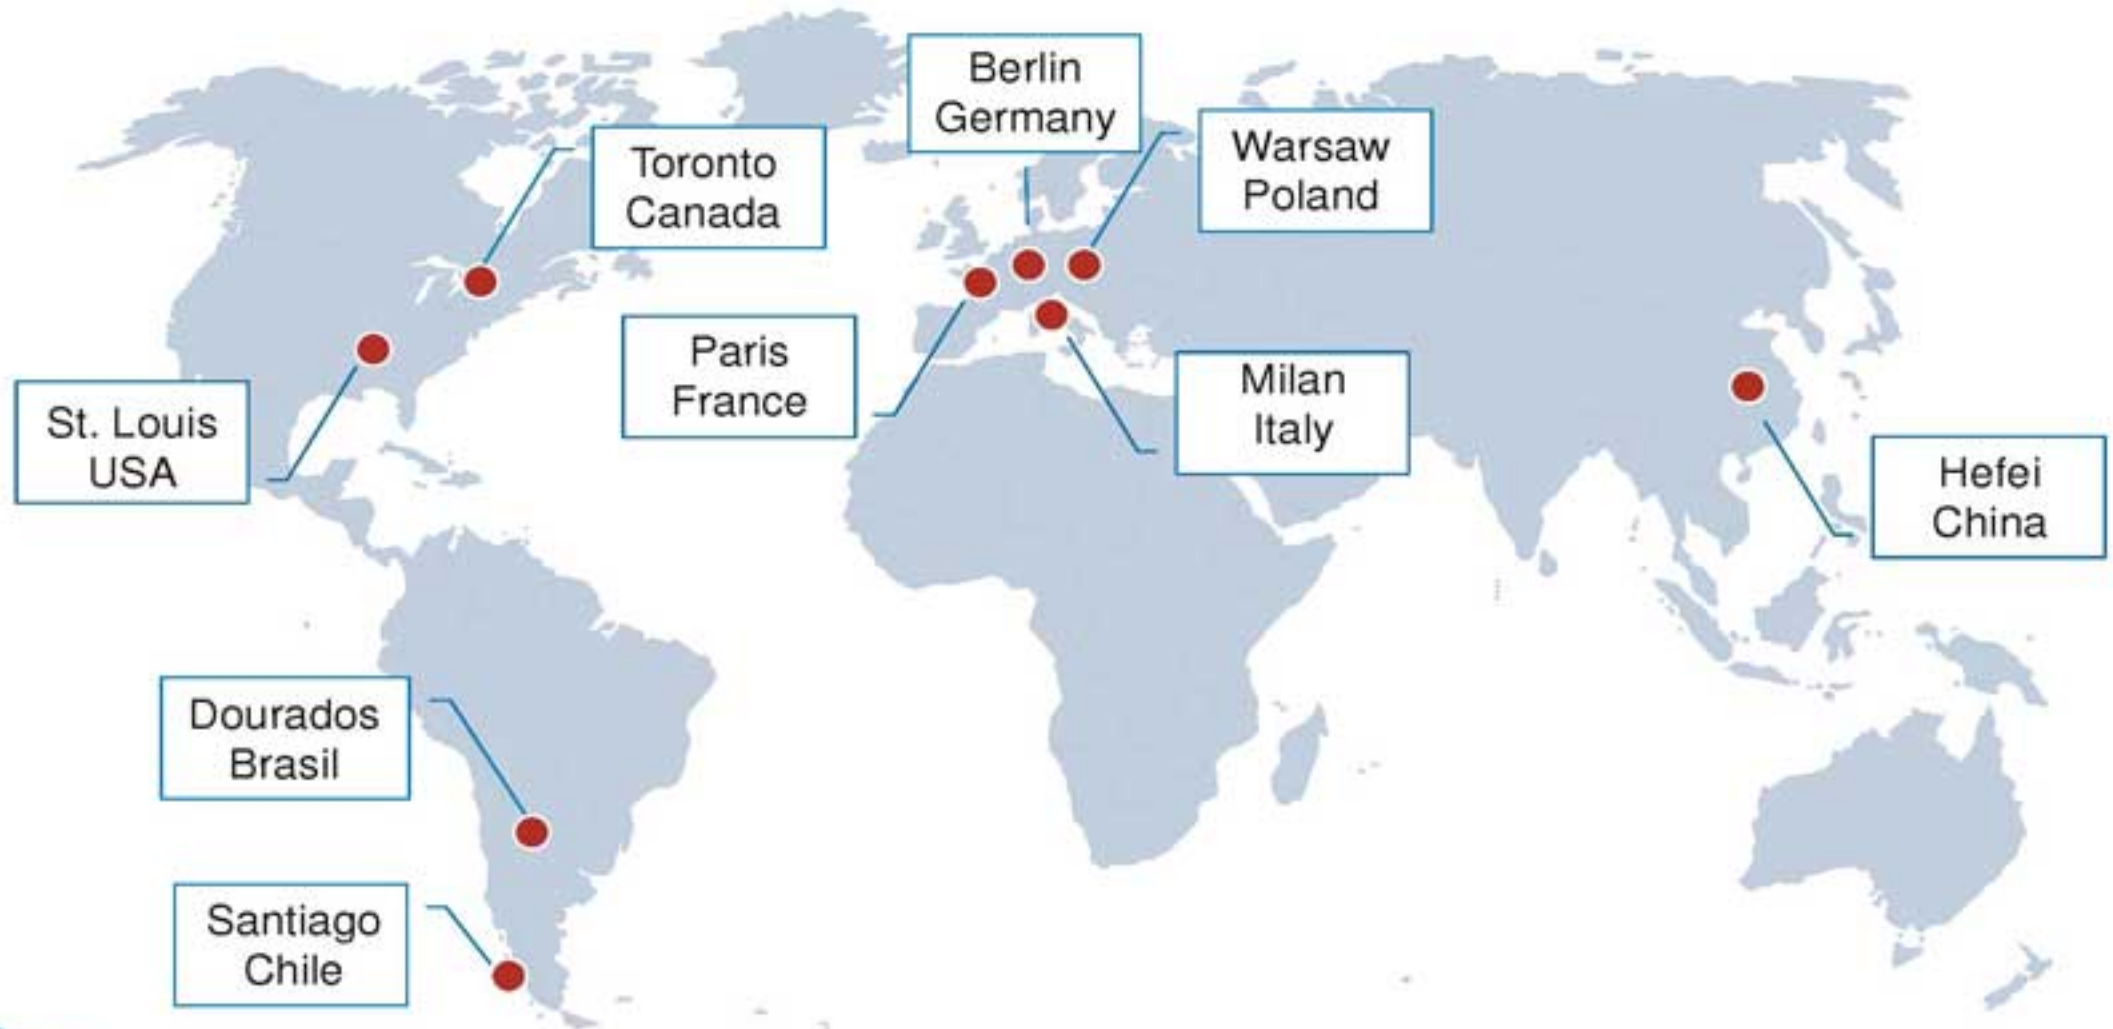 Berlin
Germany
Warsaw
Poland
Toronto
Canada
Paris
France
Milan
Italy
St. Louis
USA
Hefei
China
Dourados
Brasil
Santiago
Chile